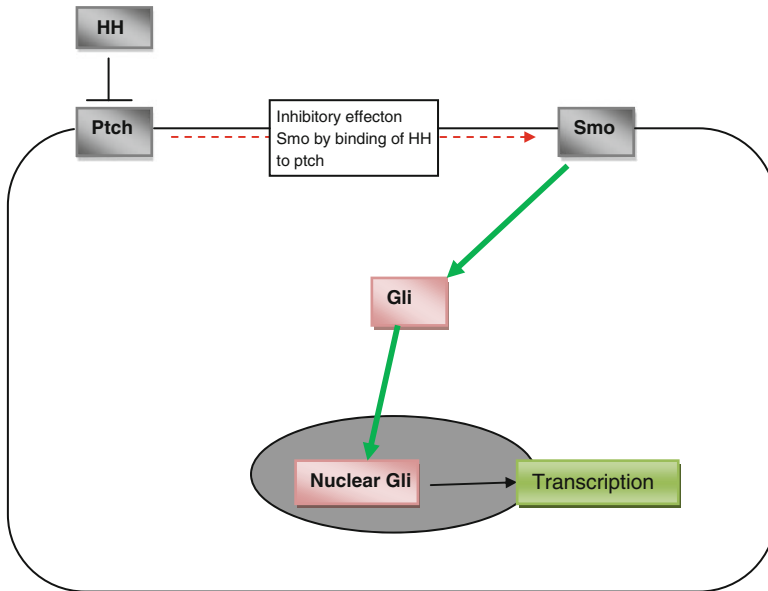 HH
Ptch
Inhibitory effecton
Smo by binding of HH
to ptch
Smo
Gli
Nuclear Gli
Transcription